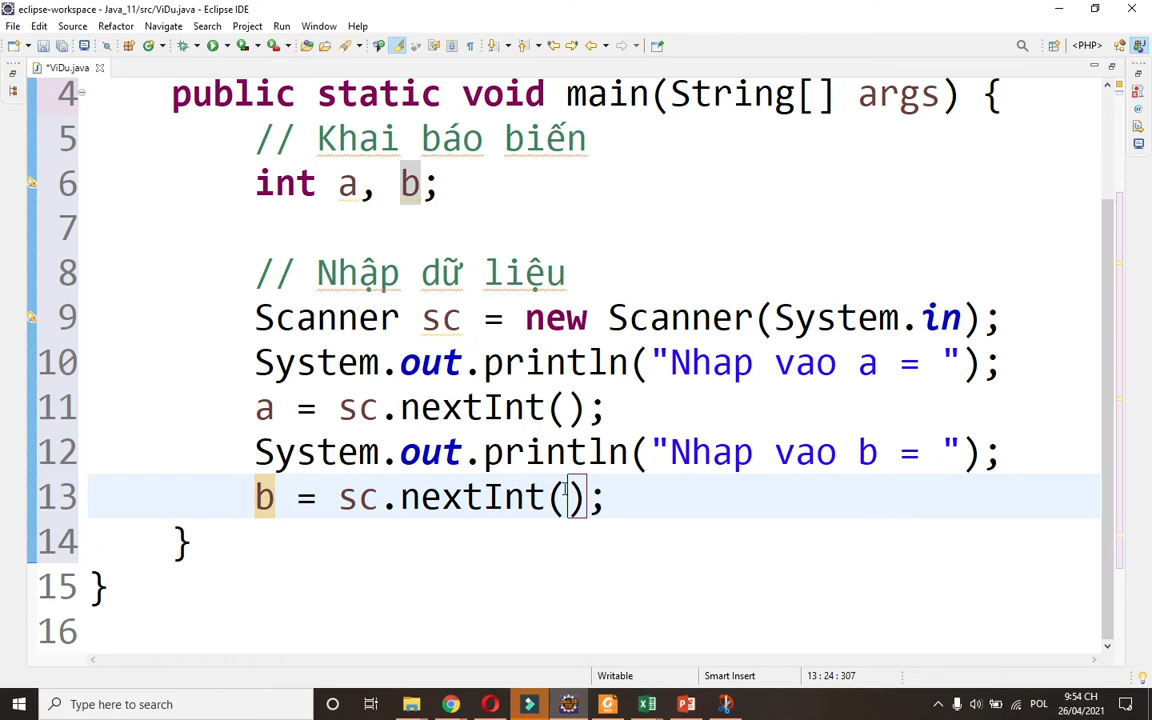 eclipse-workspace - Java_11/src/ViDu.java - Eclipse IDE
File Edit Source Refactor Navigate Search Project Run Window Help
<PHP>
*ViDu.java
4 public static void main(String[] args) {
5 // Khai báo biến
6 int a, b;
7
8 // Nhập dữ liệu
9 Scanner sc = new Scanner(System.in);
10 System.out.println("Nhap vao a = ");
11 a = sc.nextInt();
12 System.out.println("Nhap vao b = ");
13 b = sc.nextInt();
14 }
15 }
16
Writable Smart Insert 13 : 24 : 307
Type here to search
POL
9:54 CH
26/04/2021